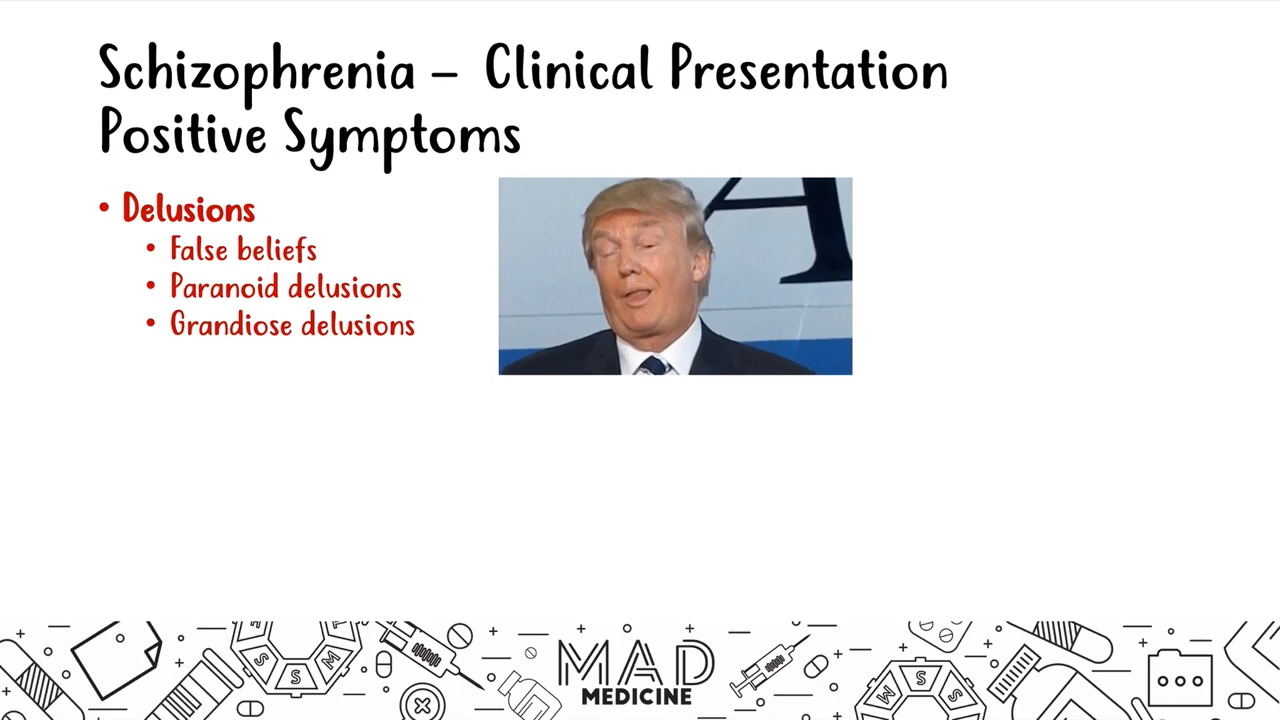 Schizophrenia – Clinical Presentation
Positive Symptoms
• Delusions
• False beliefs
• Paranoid delusions
• Grandiose delusions
A
S
S
M
MAD
MEDICINE
M
S
S